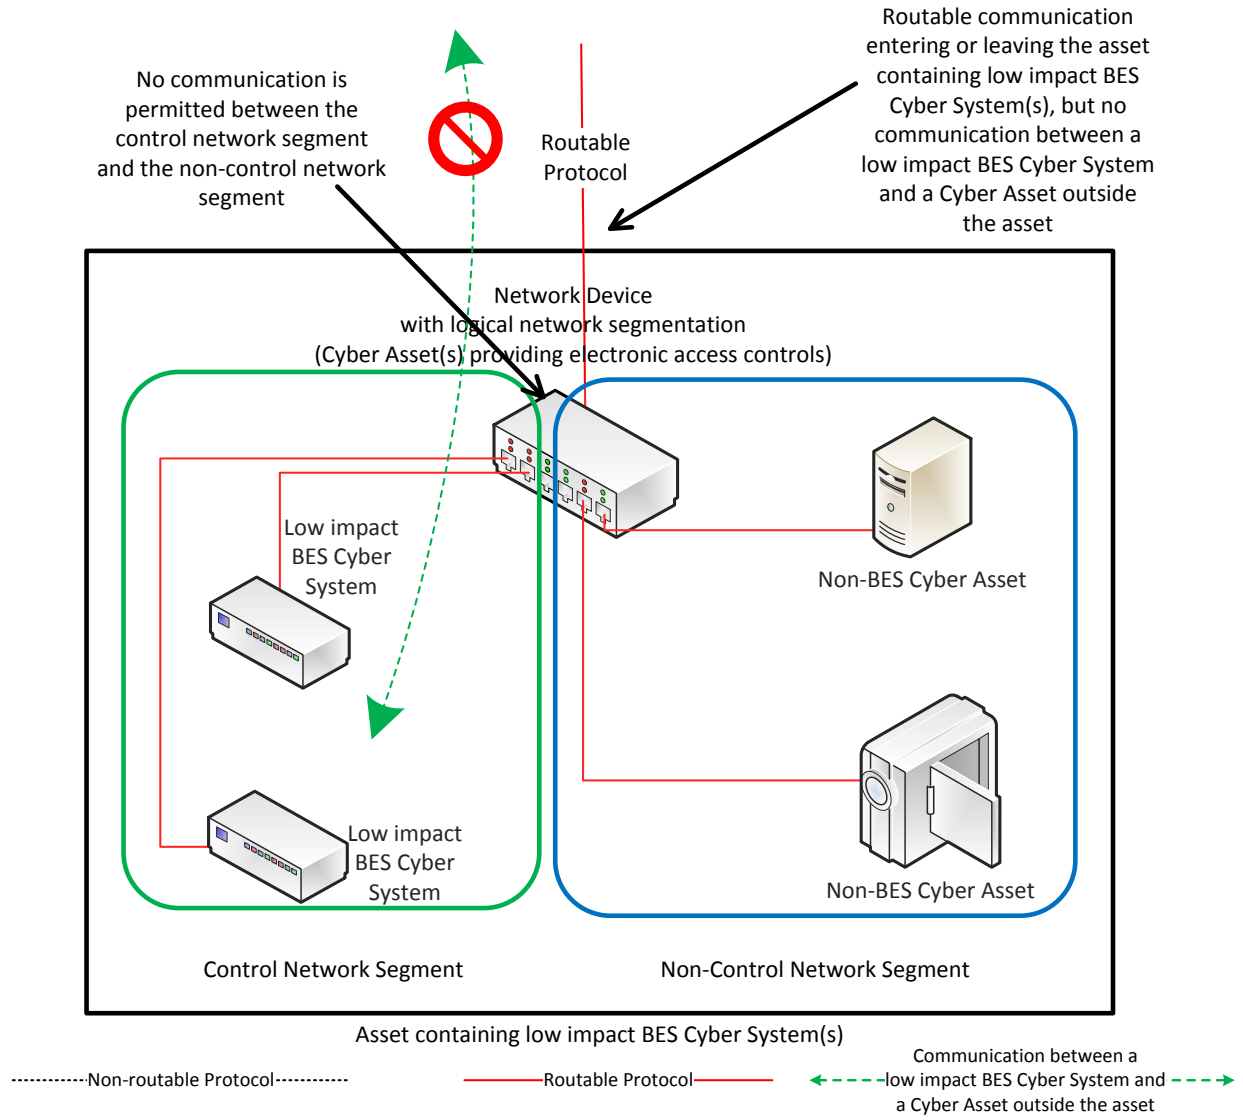 No communication is
permitted between the
control network segment
and the non-control network
segment
Routable
Protocol
Routable communication
entering or leaving the asset
containing low impact BES
Cyber System(s), but no
communication between a
low impact BES Cyber System
and a Cyber Asset outside
the asset
Network Device
with logical network segmentation
(Cyber Asset(s) providing electronic access controls)
Low impact
BES Cyber
System
Non-BES Cyber Asset
Low impact
BES Cyber
System
Non-BES Cyber Asset
Control Network Segment
Non-Control Network Segment
Asset containing low impact BES Cyber System(s)
Non-routable Protocol
Routable Protocol
Communication between a
low impact BES Cyber System and
a Cyber Asset outside the asset